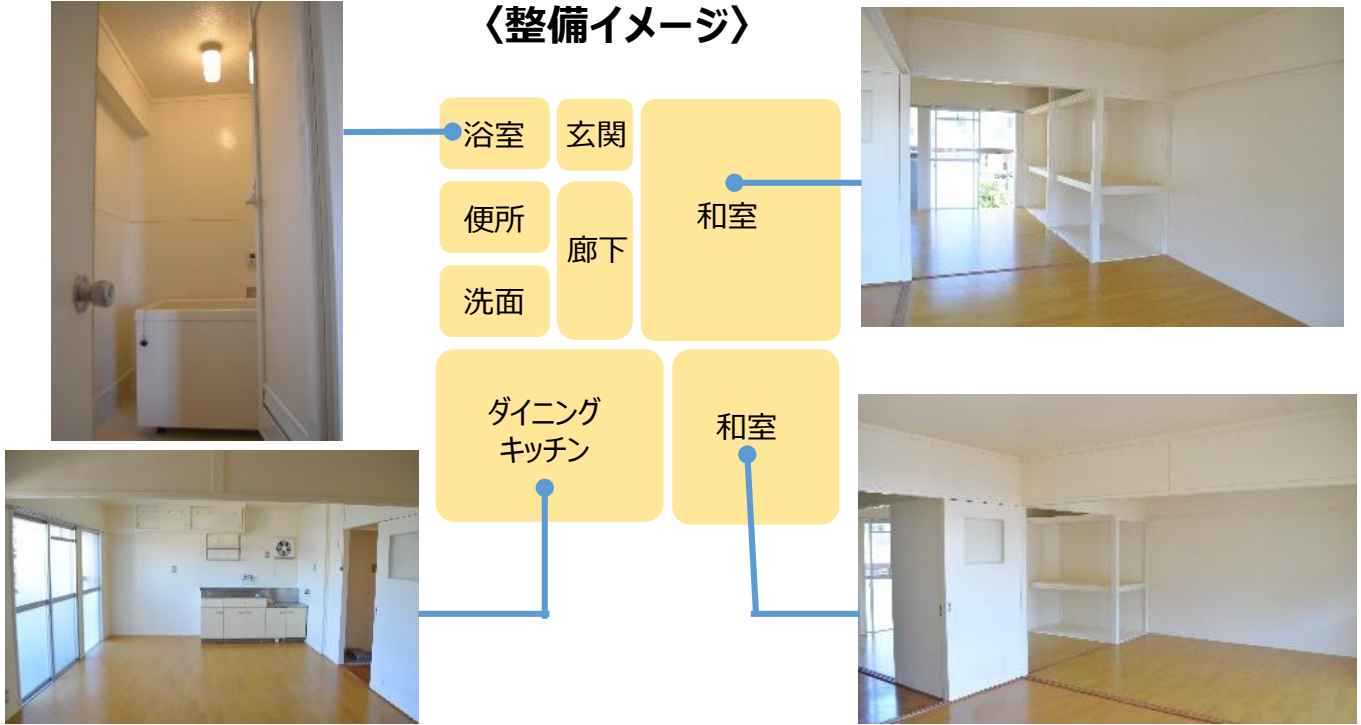 〈整備イメージ〉
浴室
玄関
和室
便所
廊下
洗面
ダイニング
キッチン
和室